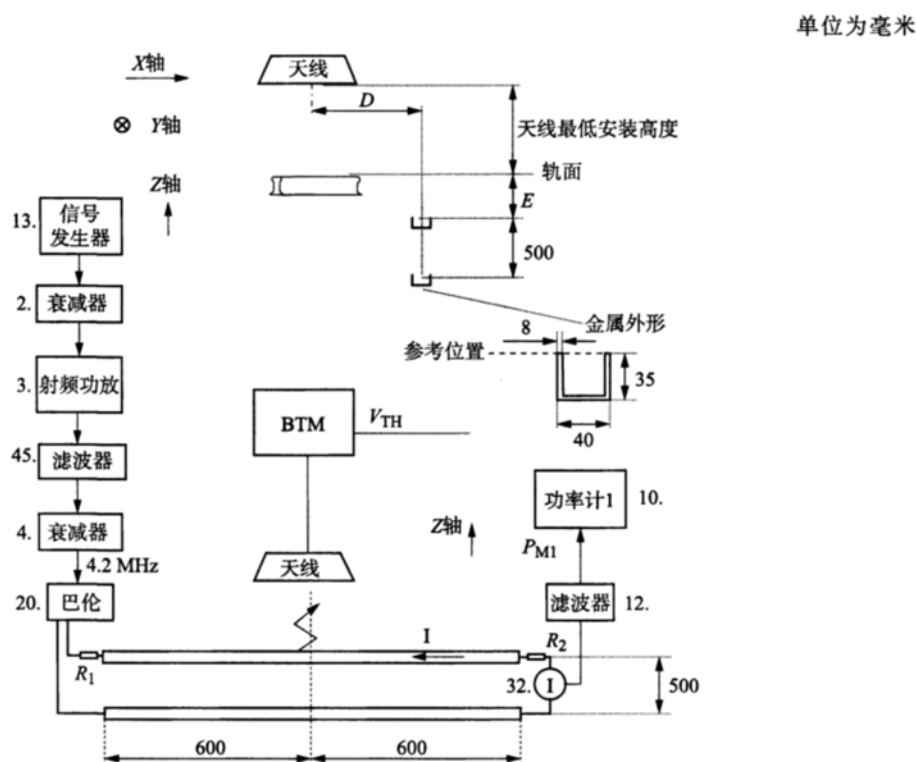 单位为毫米
X轴
天线
D
Y轴
天线最低安装高度
轨面
Z轴
E
13. 信号
发生器
500
2. 衰减器
金属外形
8
参考位置
35
3. 射频功放
40
BTM
V_TH
45. 滤波器
功率计1 10.
4. 衰减器
Z轴
P_M1
4.2 MHz
天线
20. 巴伦
滤波器 12.
I
R_1
R_2
32. I
500
600
600